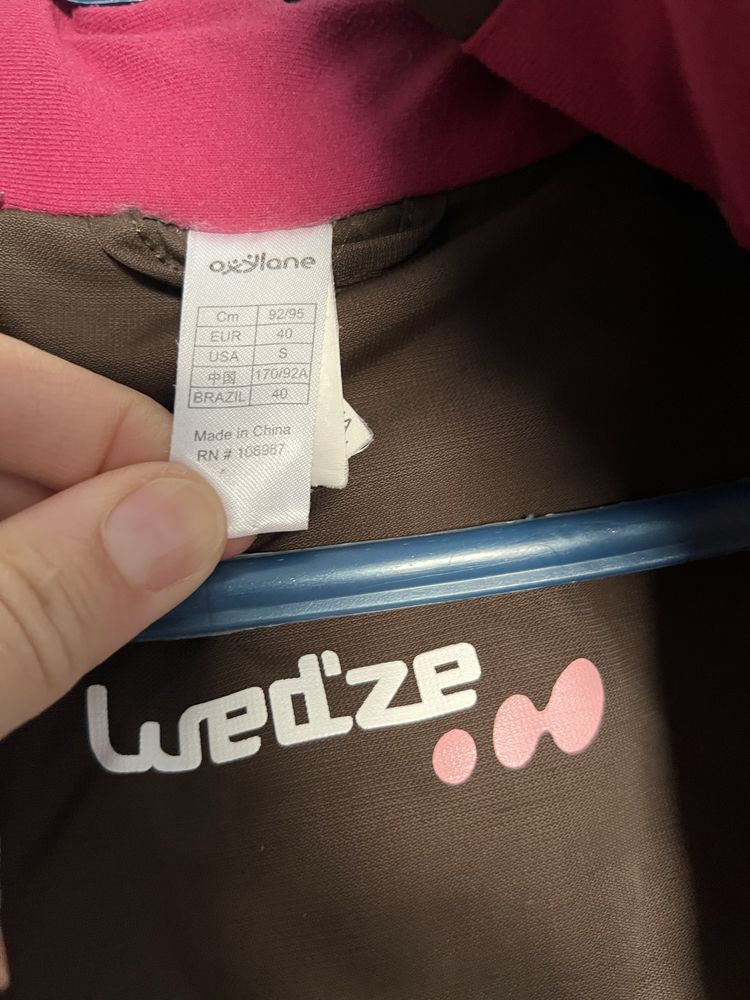 oxylane
Cm 92/95
EUR 40
USA S
中国 170/92A
BRAZIL 40
Made in China
RN # 108987
wed'ze